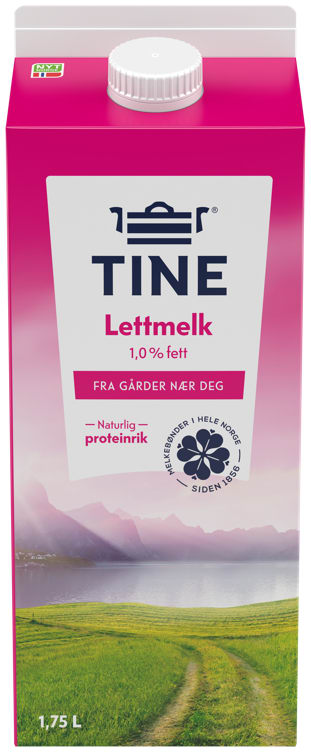 NYT
®
TINE
Lettmelk
1,0 % fett
FRA GÅRDER NÆR DEG
Naturlig
proteinrik
MELKEBØNDER I HELE NORGE
SIDEN 1856
1,75 L